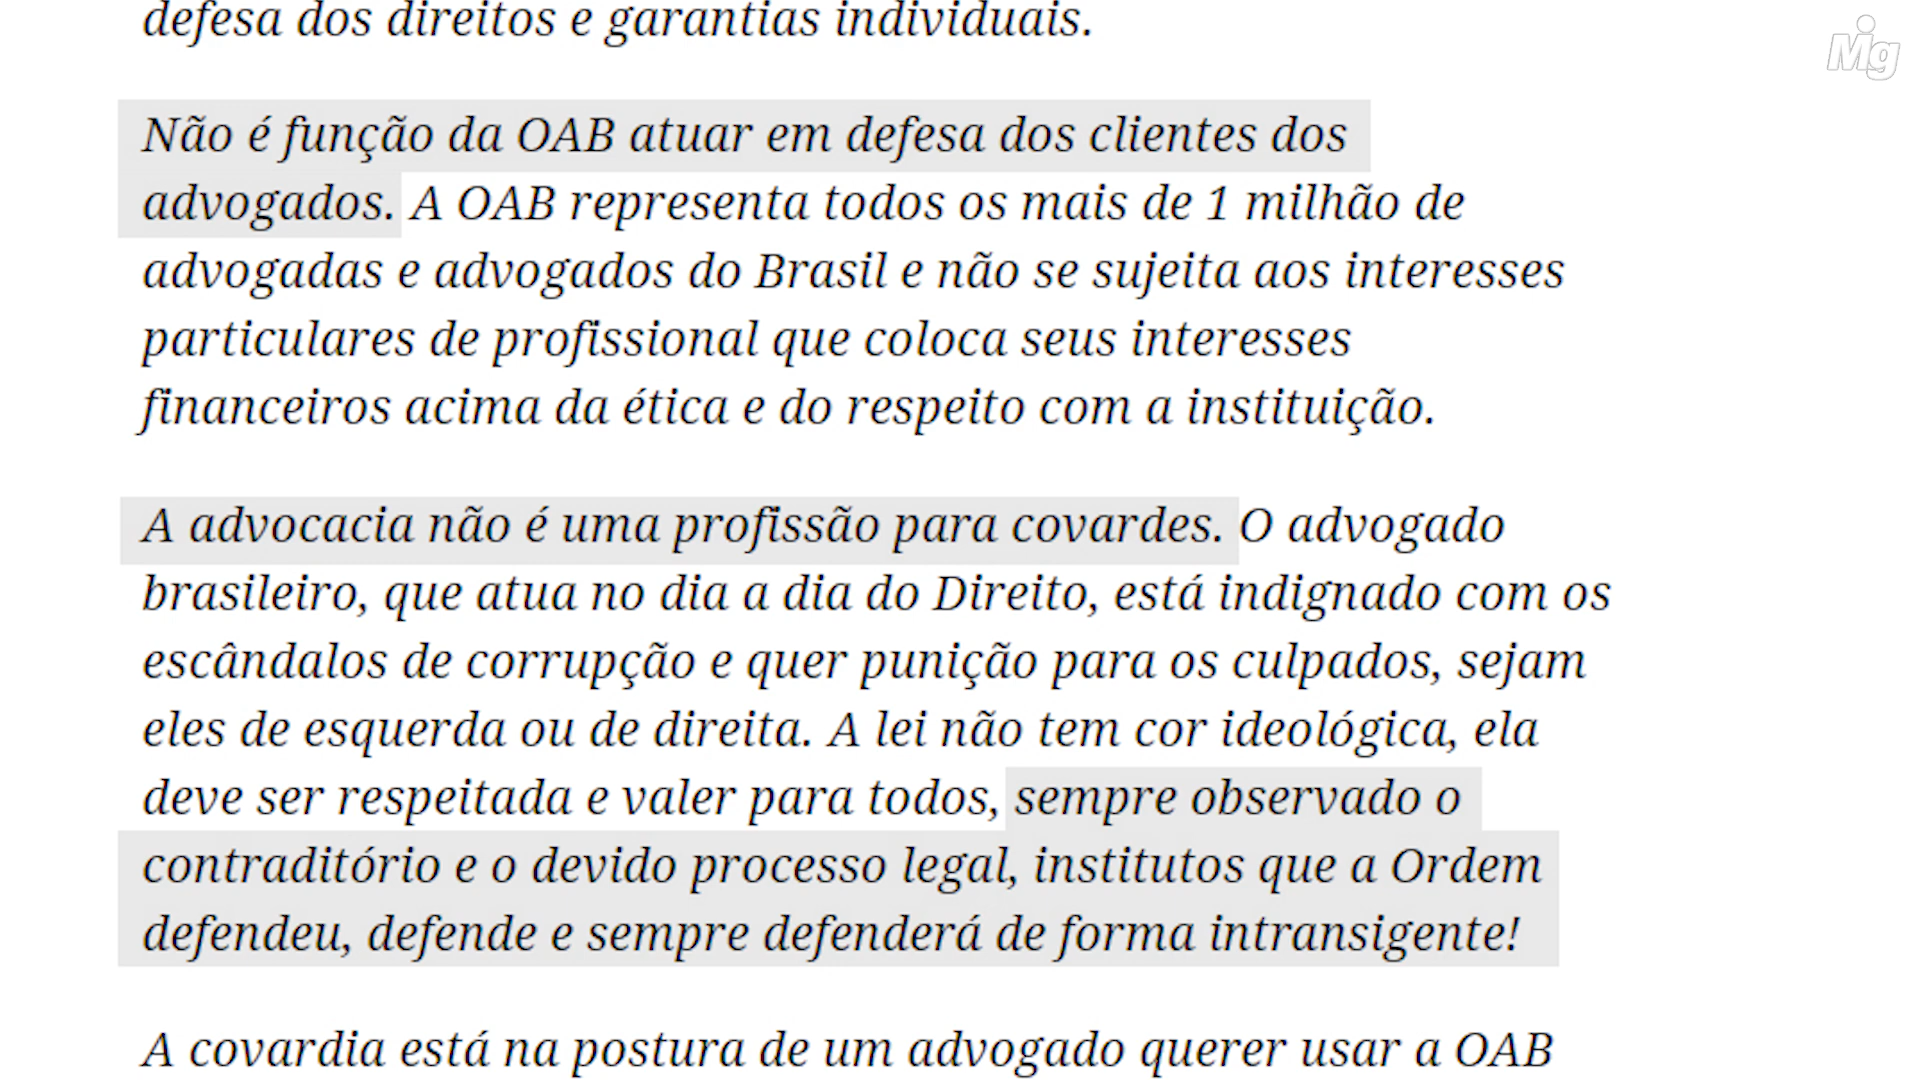 defesa dos direitos e garantias individuais.
Mig
Não é função da OAB atuar em defesa dos clientes dos
advogados. A OAB representa todos os mais de 1 milhão de
advogadas e advogados do Brasil e não se sujeita aos interesses
particulares de profissional que coloca seus interesses
financeiros acima da ética e do respeito com a instituição.
A advocacia não é uma profissão para covardes. O advogado
brasileiro, que atua no dia a dia do Direito, está indignado com os
escândalos de corrupção e quer punição para os culpados, sejam
eles de esquerda ou de direita. A lei não tem cor ideológica, ela
deve ser respeitada e valer para todos, sempre observado o
contraditório e o devido processo legal, institutos que a Ordem
defendeu, defende e sempre defenderá de forma intransigente!
A covardia está na postura de um advogado querer usar a OAB